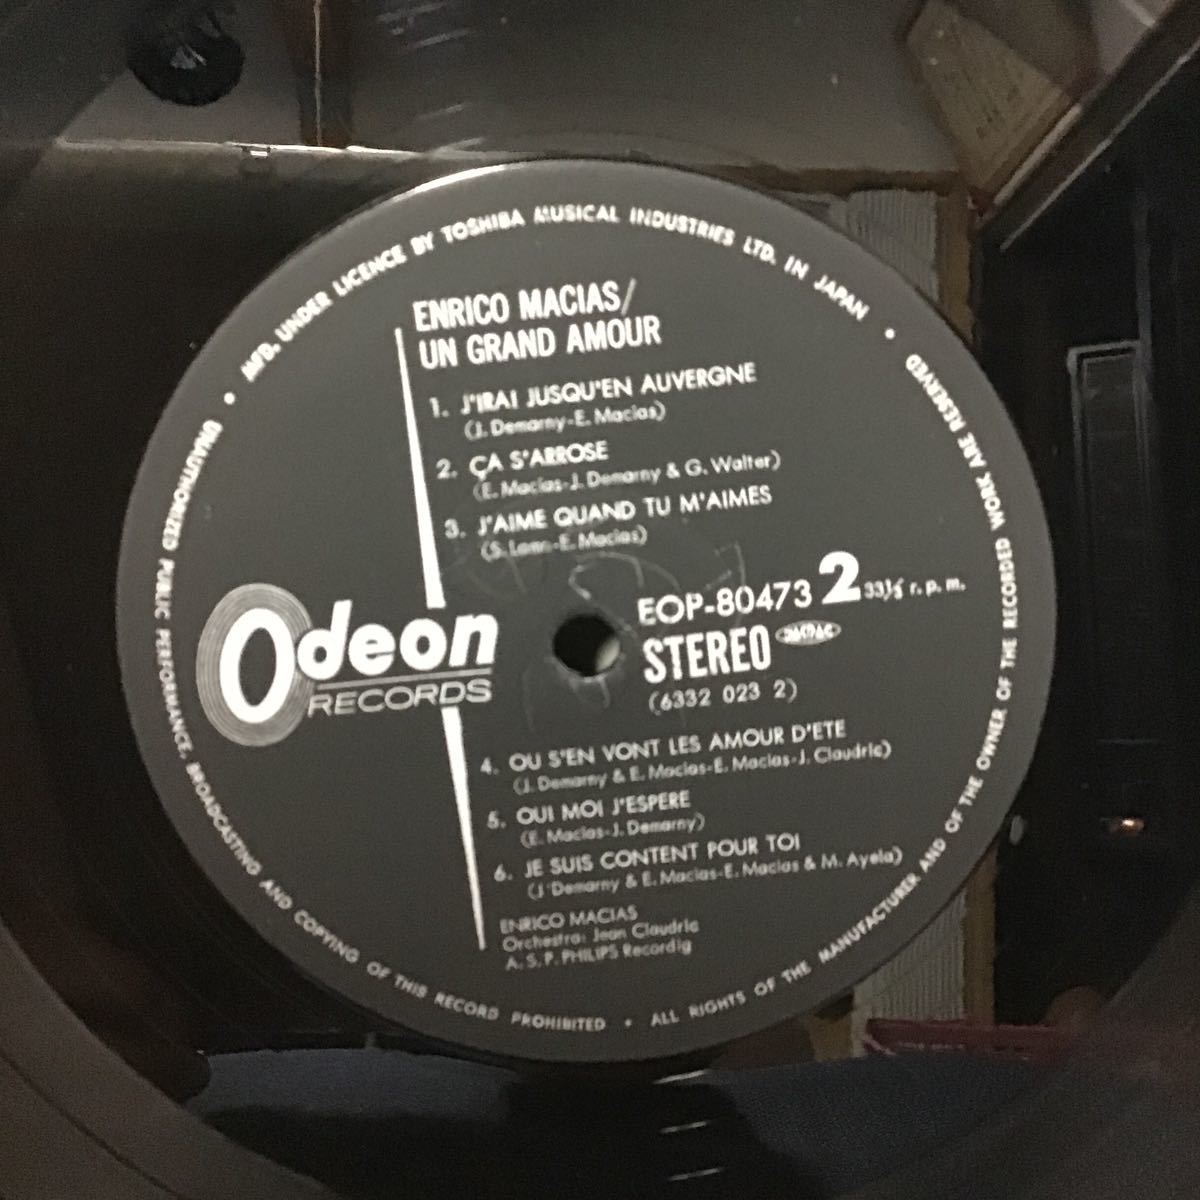 MFD. UNDER LICENCE BY TOSHIBA MUSICAL INDUSTRIES LTD. IN JAPAN •
ENRICO MACIAS/
UN GRAND AMOUR
1. J'IRAI JUSQU'EN AUVERGNE
(J. Demarny-E. Macias)
2. ÇA S'ARROSE
(E. Macias-J. Demarny & G. Walter)
3. J'AIME QUAND TU M'AIMES
(S. -E. Macias)
Odeon
RECORDS
EOP-80473 2 33⅓ r.p.m.
STEREO
(6332 023 2)
4. OU S'EN VONT LES AMOUR D'ETE
(J. Demarny & E. Macias-E. Macias-J. Claudric)
5. OUI MOI J'ESPERE
(E. Macias-J. Demarny)
6. JE SUIS CONTENT POUR TOI
(J Demarny & E. Macias-E. Macias & M. Ayela)
ENRICO MACIAS
Orchestra: Jean Claudric
A. S. P. PHILIPS Recordig
ALL RIGHTS OF THE MANUFACTURER AND OF THE OWNER OF THE RECORDED WORK ARE RESERVED •
UNAUTHORIZED PUBLIC PERFORMANCE, BROADCASTING AND COPYING OF THIS RECORD PROHIBITED •